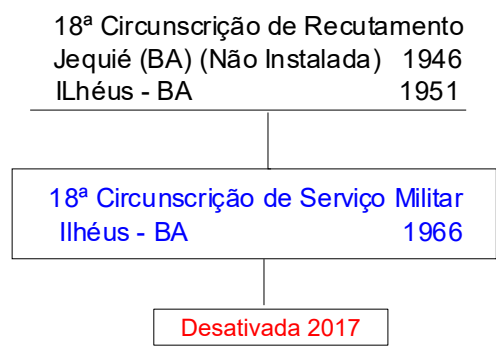 18ª Circunscrição de Recrutamento
Jequié (BA) (Não Instalada) 1946
ILhéus - BA 1951
18ª Circunscrição de Serviço Militar
Ilhéus - BA 1966
Desativada 2017